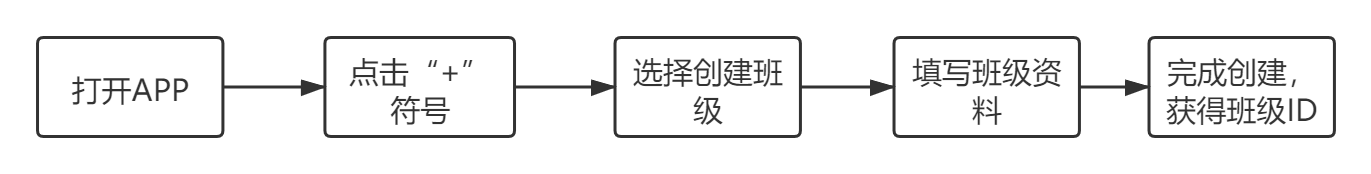 打开APP
点击“+”
符号
选择创建班
级
填写班级资
料
完成创建，
获得班级ID